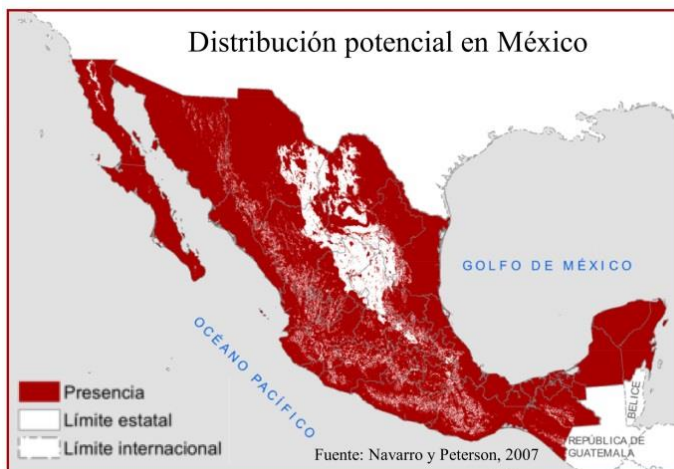 Distribución potencial en México
GOLFO DE MÉXICO
OCÉANO PACÍFICO
BELICE
REPÚBLICA DE
GUATEMALA
Presencia
Límite estatal
Límite internacional
Fuente: Navarro y Peterson, 2007